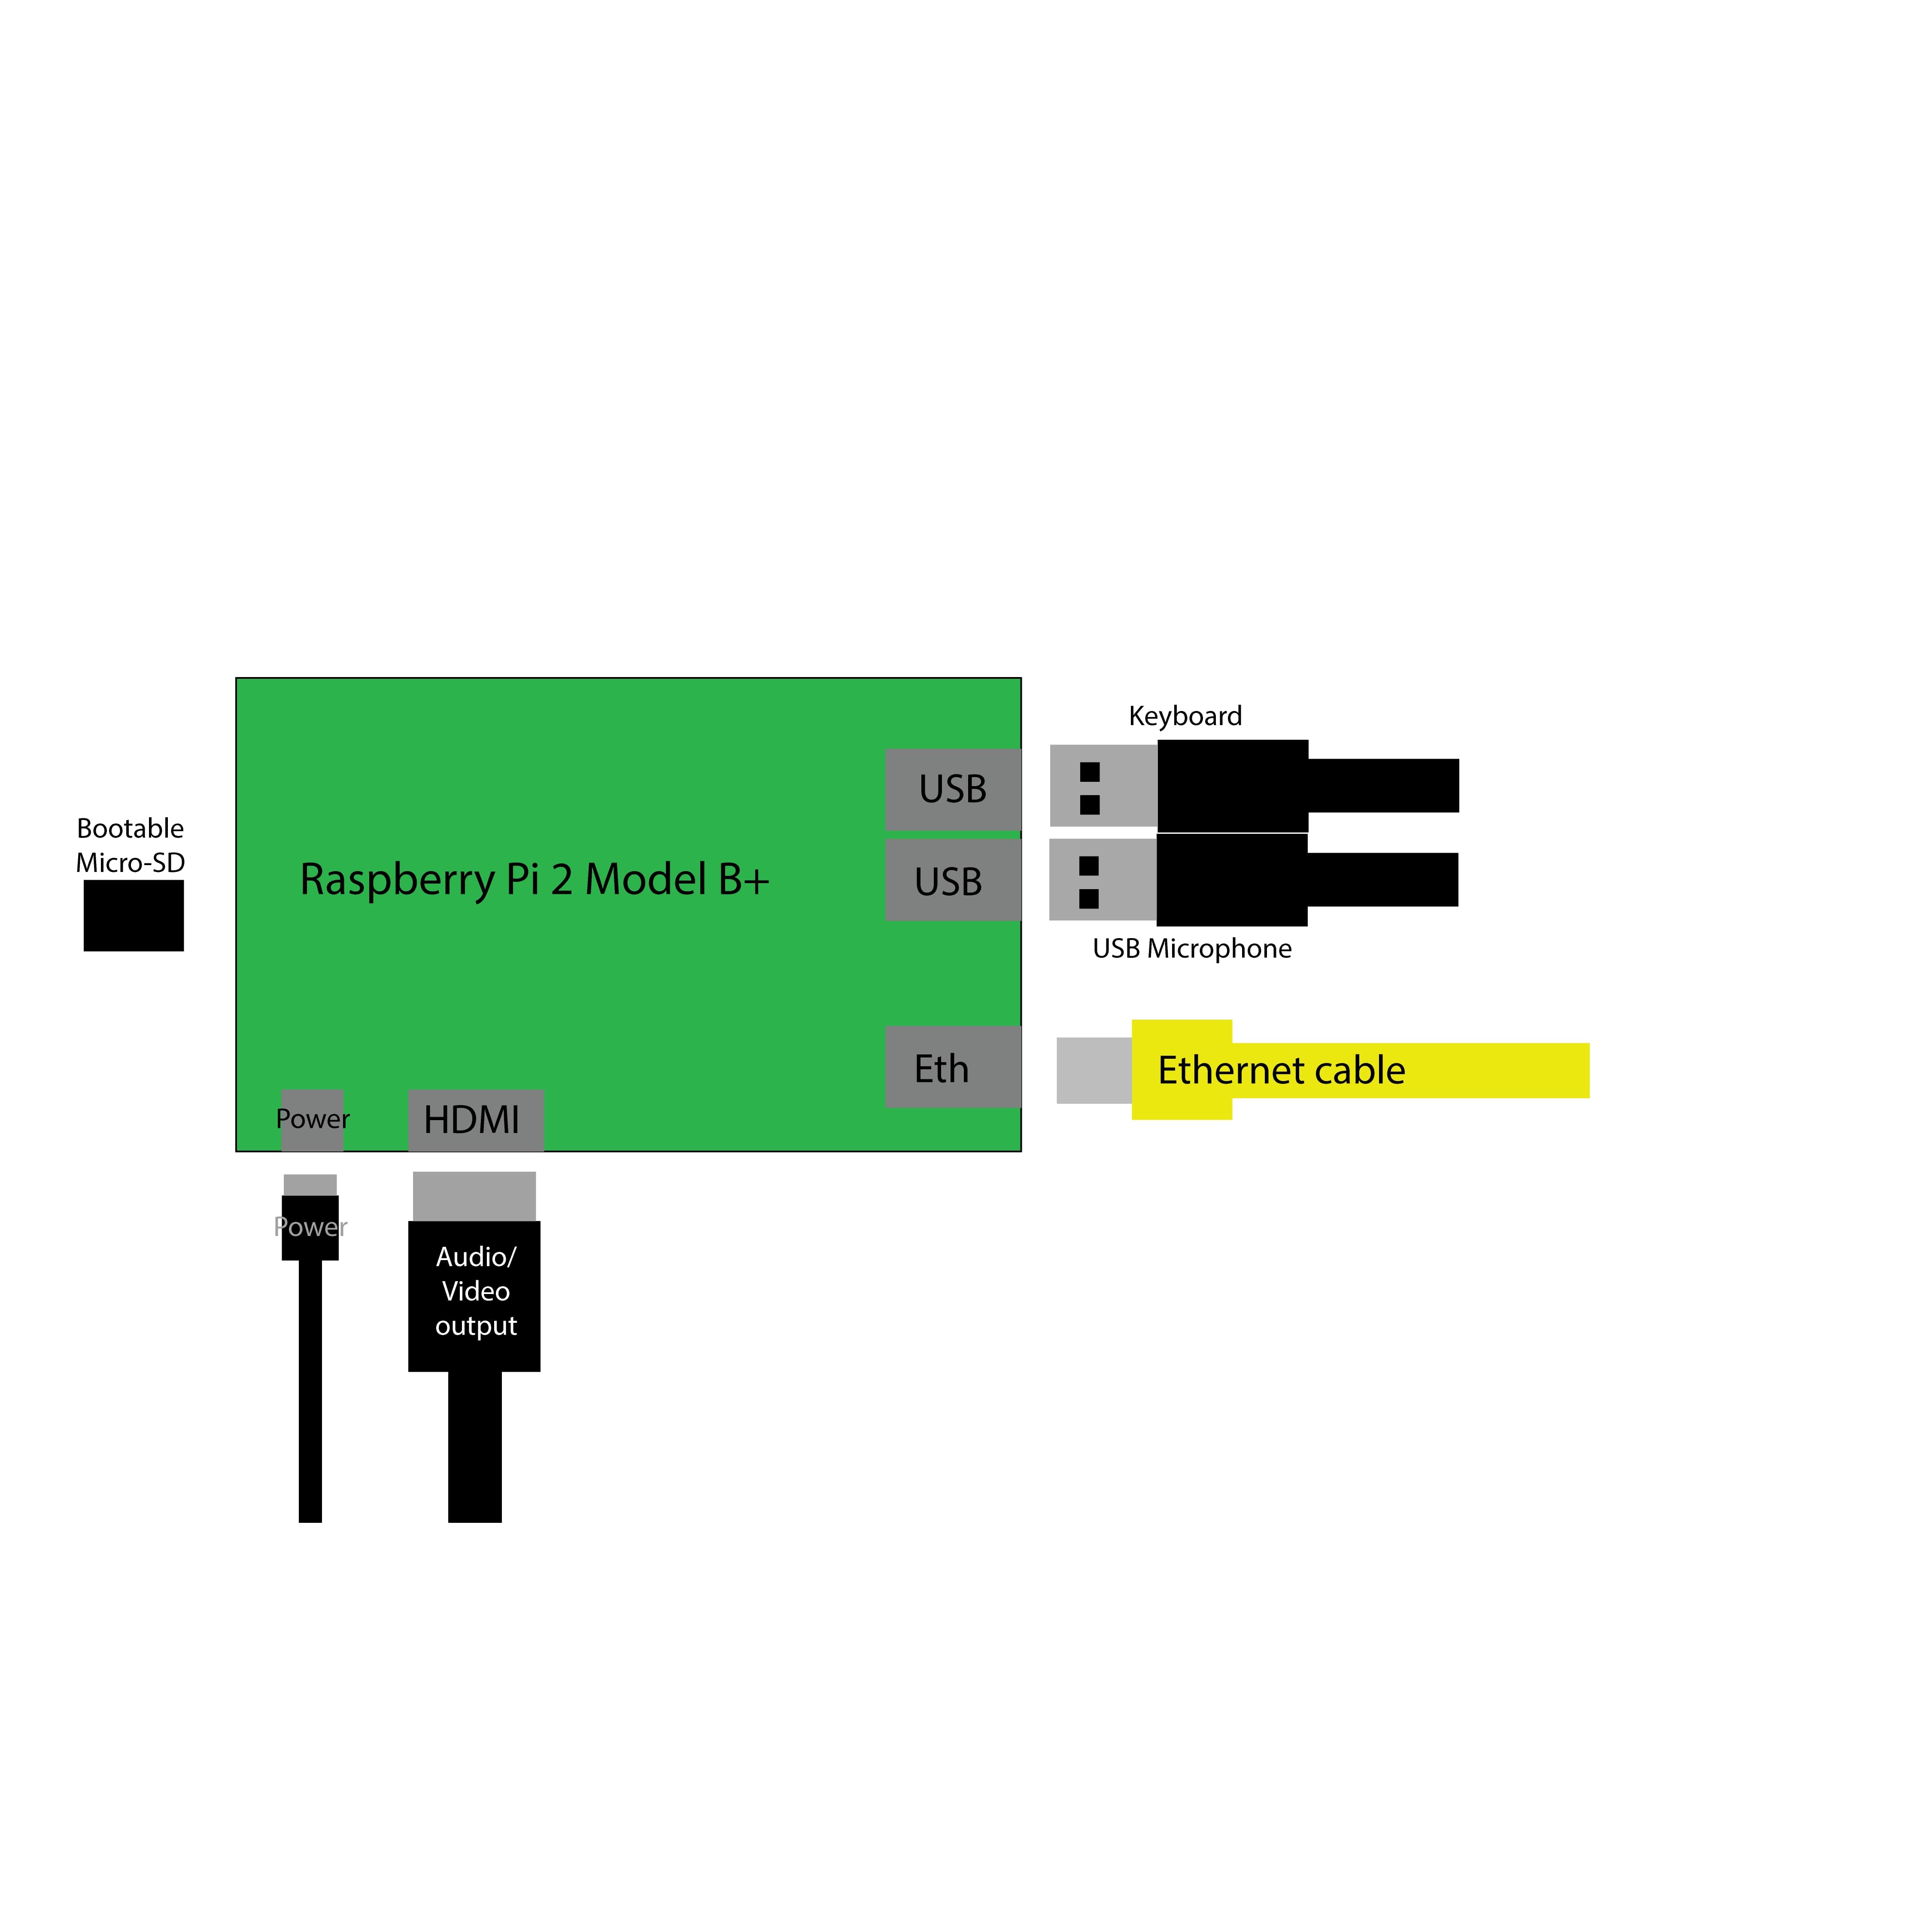 Keyboard
USB
Bootable
Micro-SD
Raspberry Pi 2 Model B+
USB
USB Microphone
Eth
Ethernet cable
Power
HDMI
Power
Audio/
Video
output